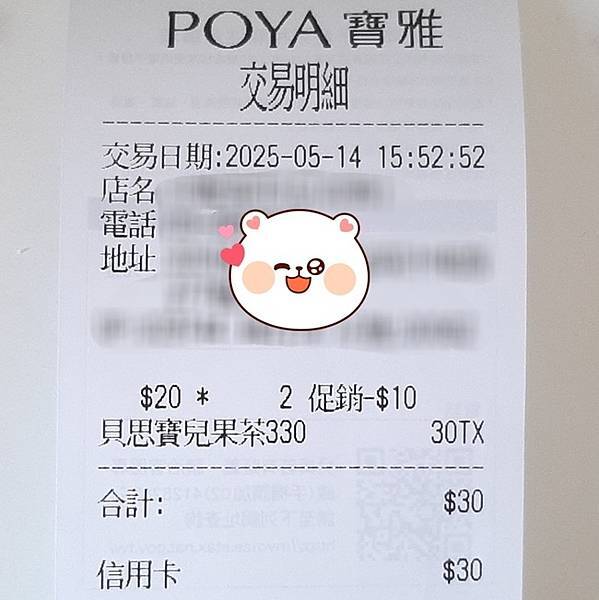 POYA 寶雅
交易明細
交易日期:2025-05-14 15:52:52
店名
電話
地址
$20 * 2 促銷-$10
貝思寶兒果茶330 30TX
合計: $30
信用卡 $30